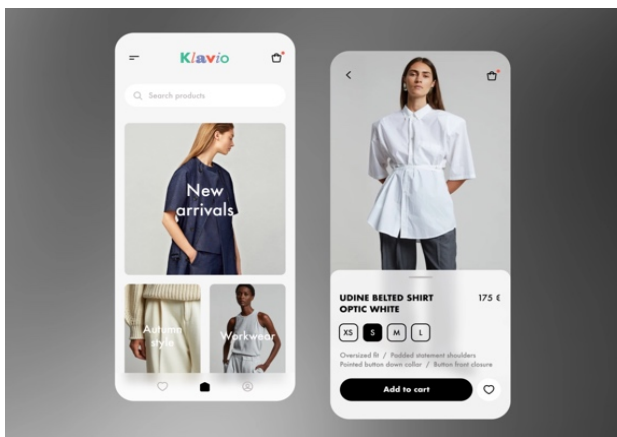 Klavio
Search products
New
arrivals
Autumn
style
Workwear
UDINE BELTED SHIRT
OPTIC WHITE
175 €
XS
S
M
L
Oversized fit / Padded statement shoulders
Pointed button down collar / Button front closure
Add to cart